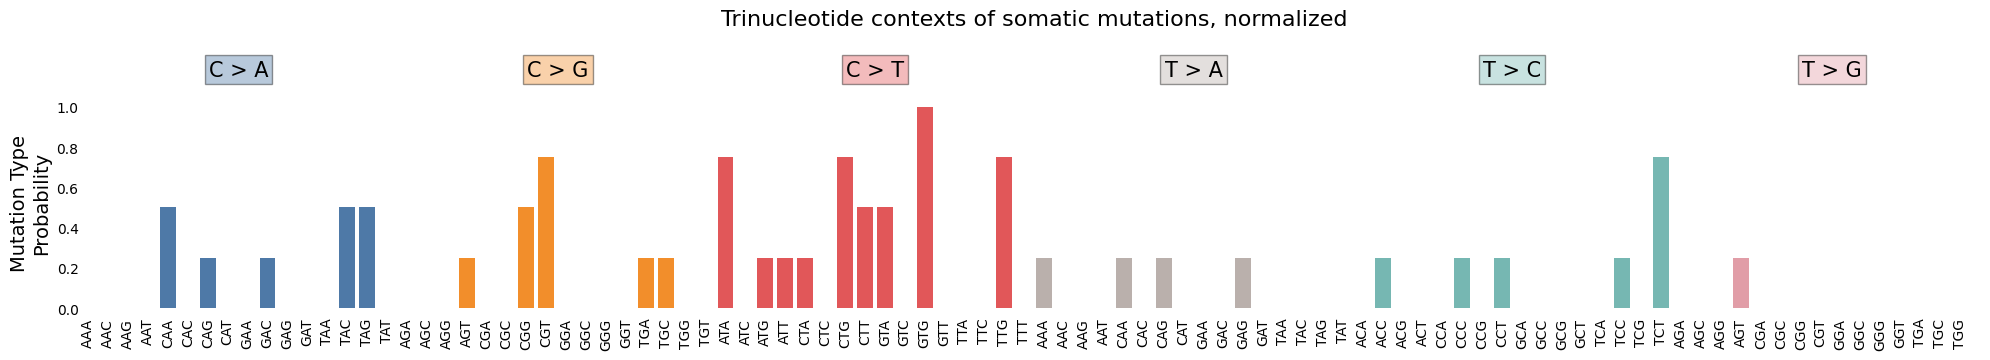 Trinucleotide contexts of somatic mutations, normalized
C > A
C > G
C > T
T > A
T > C
T > G
Mutation Type
Probability
1.0
0.8
0.6
0.4
0.2
0.0
AAA
AAC
AAG
AAT
CAA
CAC
CAG
CAT
GAA
GAC
GAG
GAT
TAA
TAC
TAG
TAT
AGA
AGC
AGG
AGT
CGA
CGC
CGG
CGT
GGA
GGC
GGG
GGT
TGA
TGC
TGG
TGT
ATA
ATC
ATG
ATT
CTA
CTC
CTG
CTT
GTA
GTC
GTG
GTT
TTA
TTC
TTG
TTT
AAA
AAC
AAG
AAT
CAA
CAC
CAG
CAT
GAA
GAC
GAG
GAT
TAA
TAC
TAG
TAT
ACA
ACC
ACG
ACT
CCA
CCC
CCG
CCT
GCA
GCC
GCG
GCT
TCA
TCC
TCG
TCT
AGA
AGC
AGG
AGT
CGA
CGC
CGG
CGT
GGA
GGC
GGG
GGT
TGA
TGC
TGG